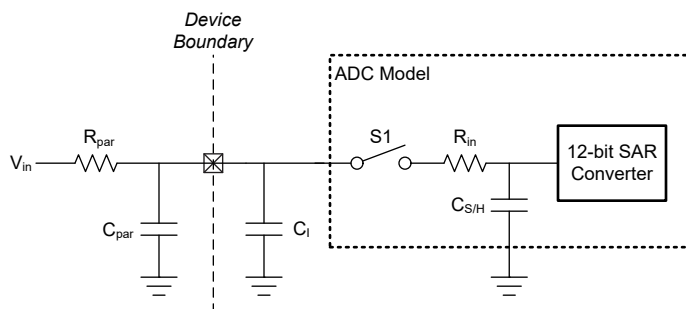 Device
Boundary
ADC Model
R_par
S1
R_in
V_in
12-bit SAR
Converter
C_par
C_I
C_S/H